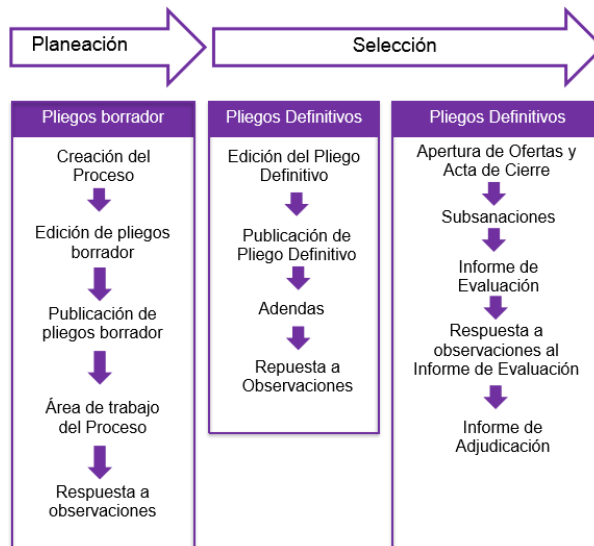 Planeación
Selección
Pliegos borrador
Creación del
Proceso
Edición de pliegos
borrador
Publicación de
pliegos borrador
Área de trabajo
del Proceso
Respuesta a
observaciones
Pliegos Definitivos
Edición del Pliego
Definitivo
Publicación de
Pliego Definitivo
Adendas
Repuesta a
Observaciones
Pliegos Definitivos
Apertura de Ofertas y
Acta de Cierre
Subsanaciones
Informe de
Evaluación
Respuesta a
observaciones al
Informe de Evaluación
Informe de
Adjudicación